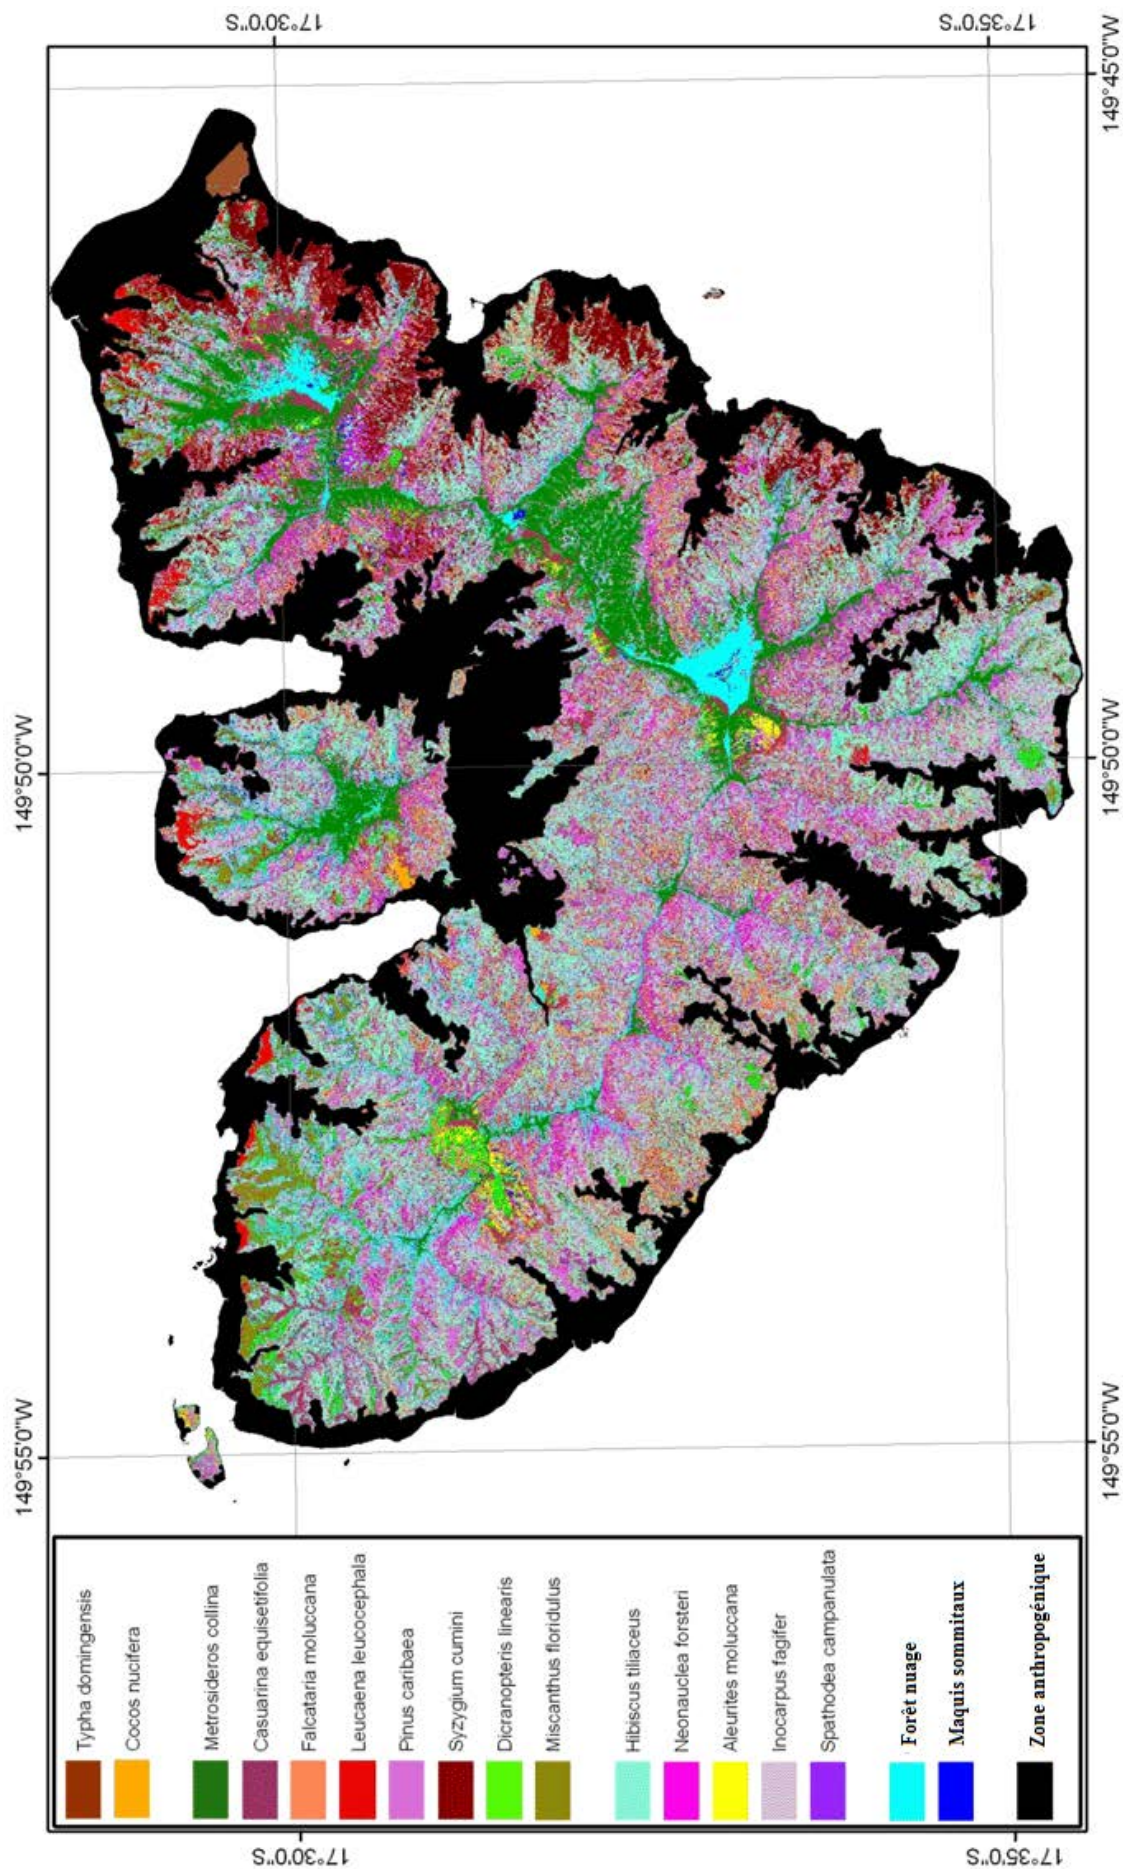 17°30'0"S
17°35'0"S
149°45'0"W
149°50'0"W
149°50'0"W
149°55'0"W
149°55'0"W
17°30'0"S
17°35'0"S
Typha domingensis
Cocos nucifera
Metrosideros collina
Casuarina equisetifolia
Falcataria moluccana
Leucaena leucocephala
Pinus caribaea
Syzygium cumini
Dicranopteris linearis
Miscanthus floridulus
Hibiscus tiliaceus
Neonauclea forsteri
Aleurites moluccana
Inocarpus fagifer
Spathodea campanulata
Forêt nuage
Maquis sommitaux
Zone anthropogénique